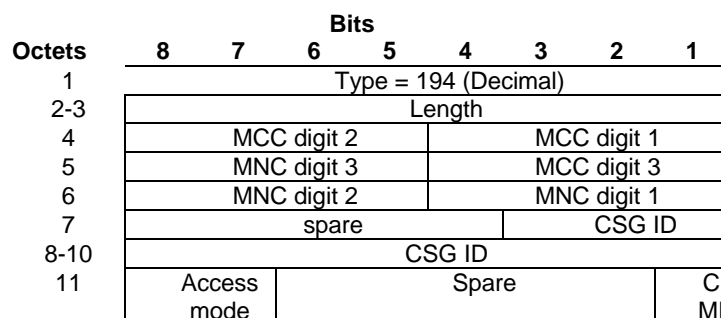 Bits
Octets 8 7 6 5 4 3 2 1
1 Type = 194 (Decimal)
2-3 Length
4 MCC digit 2 MCC digit 1
5 MNC digit 3 MCC digit 3
6 MNC digit 2 MNC digit 1
7 spare CSG ID
8-10 CSG ID
11 Access Spare
mode